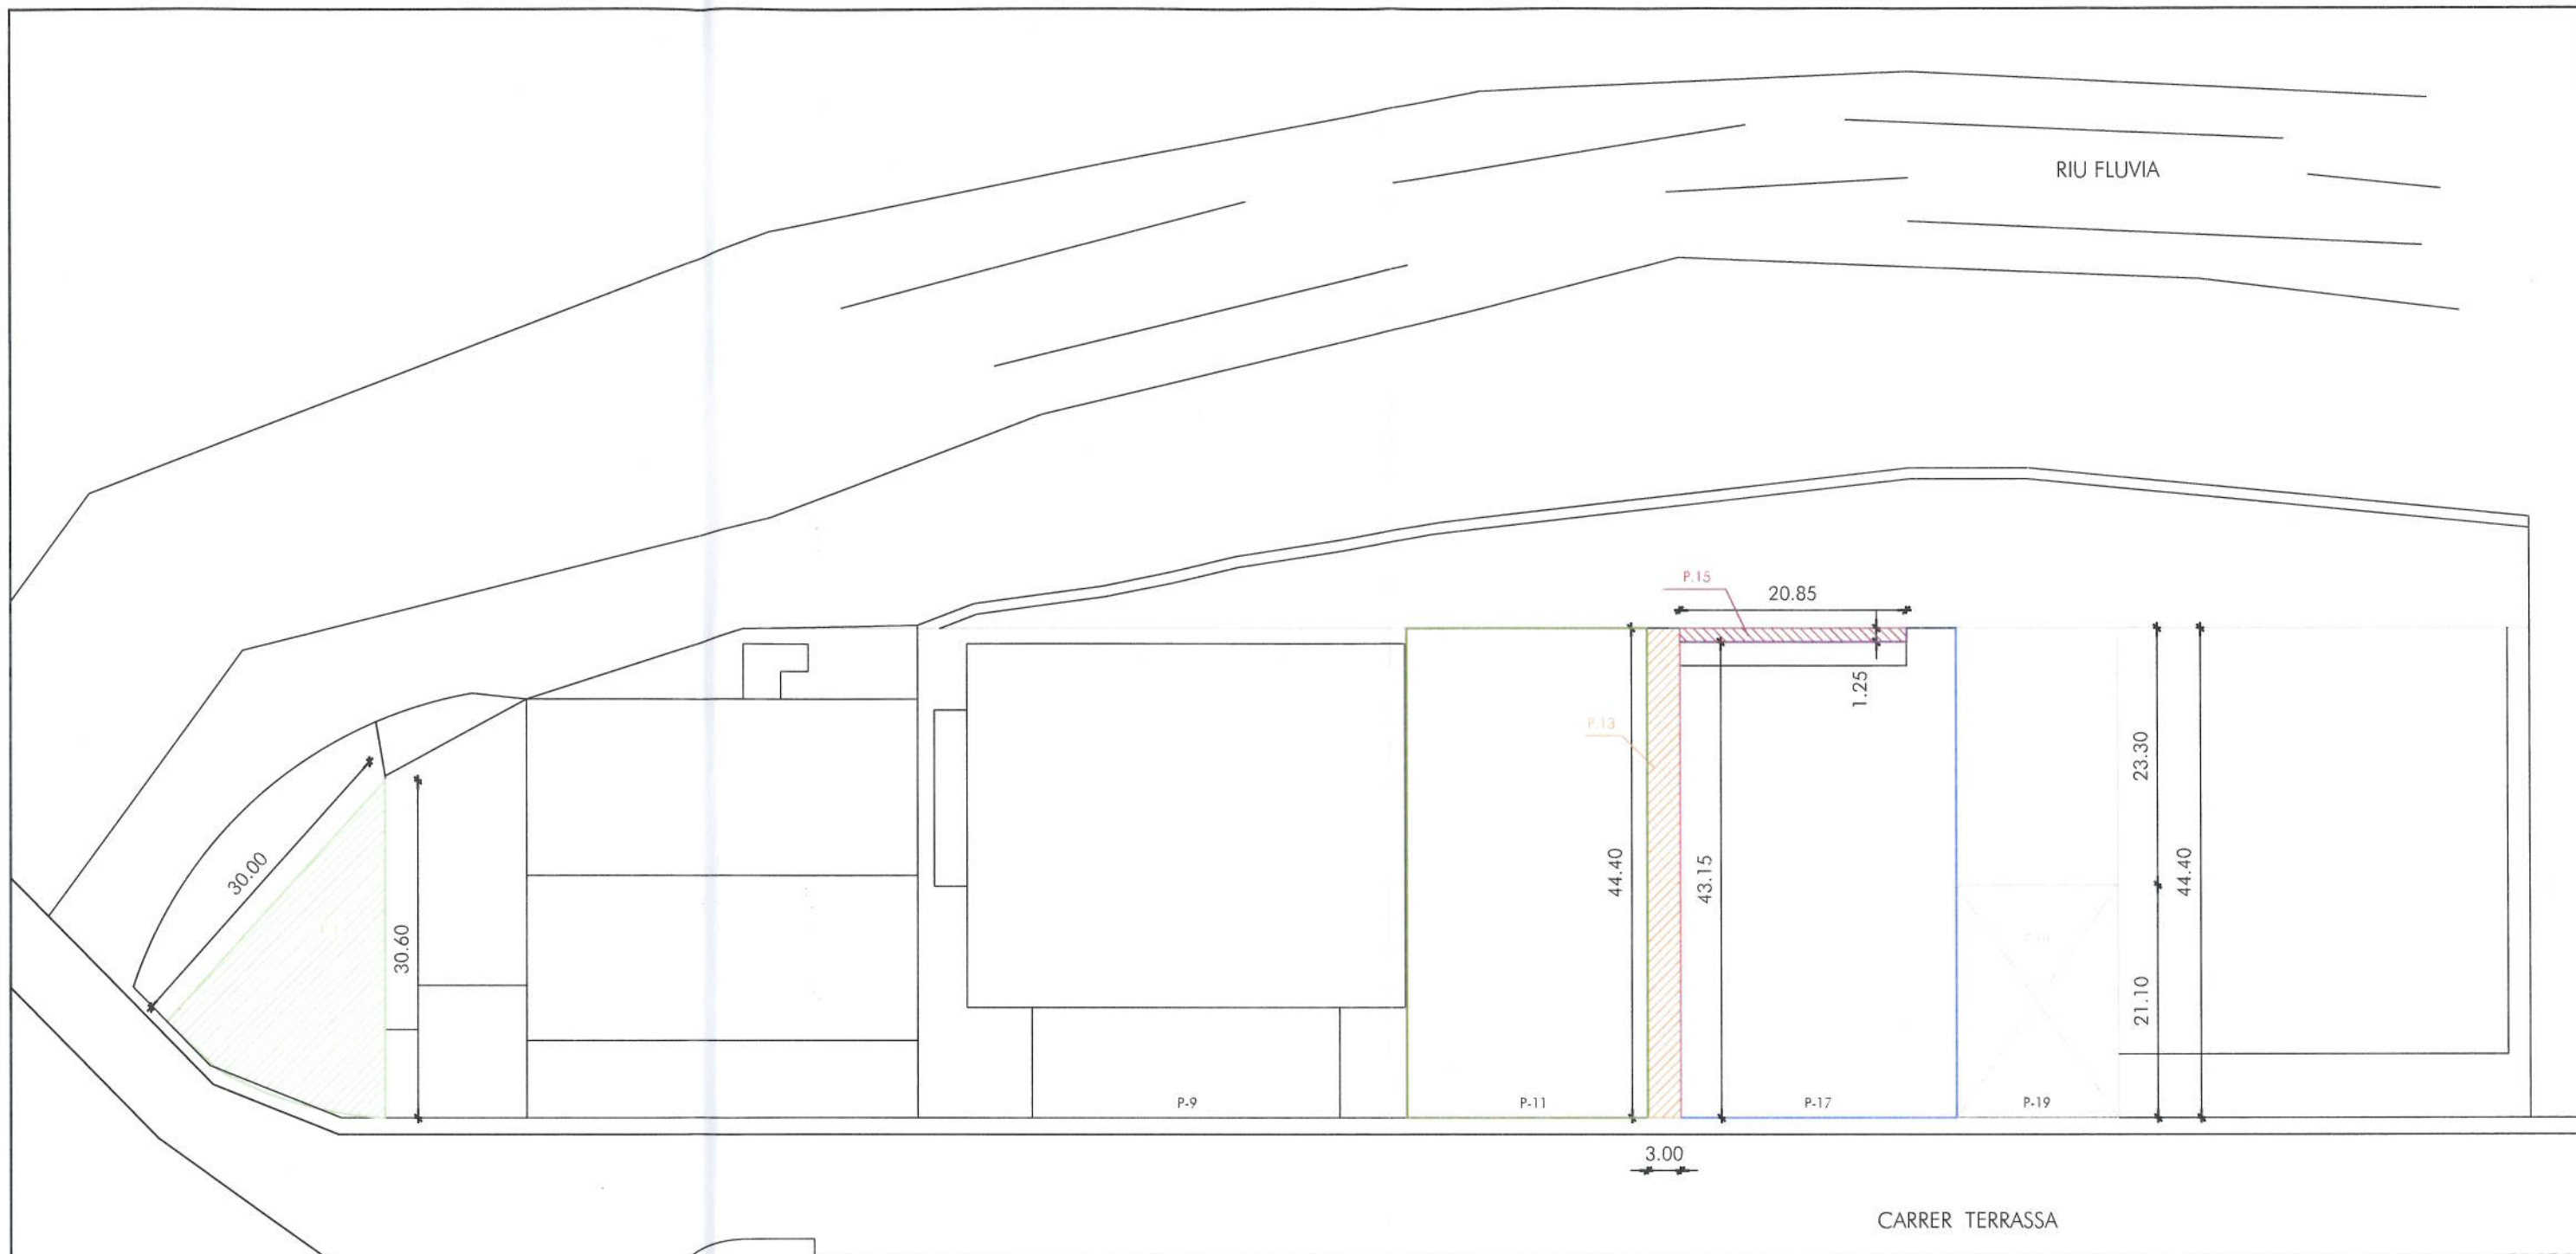 RIU FLUVIA
P.15
20.85
1.25
P.13
23.30
30.00
44.40
43.15
44.40
30.60
21.10
P-9
P-11
P-17
P-19
3.00
CARRER TERRASSA